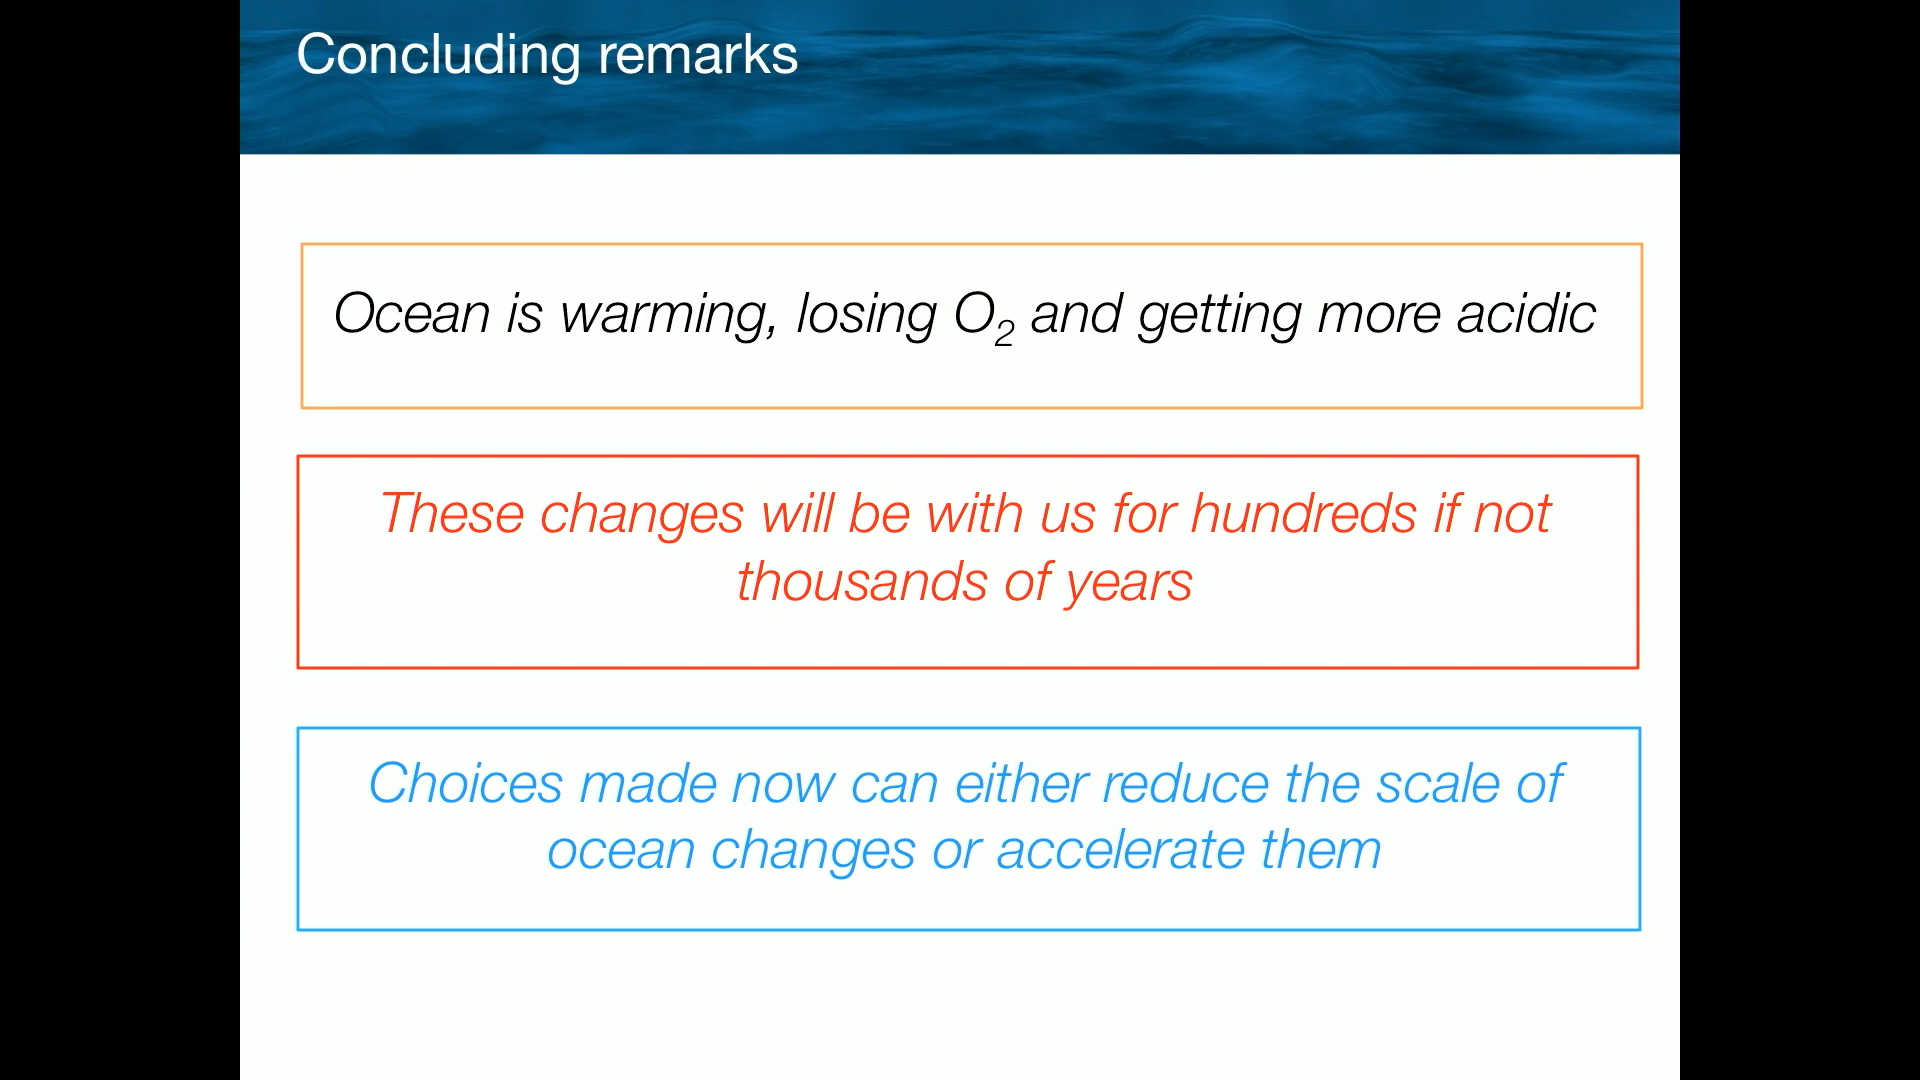 Concluding remarks
Ocean is warming, losing O₂ and getting more acidic
These changes will be with us for hundreds if not
thousands of years
Choices made now can either reduce the scale of
ocean changes or accelerate them